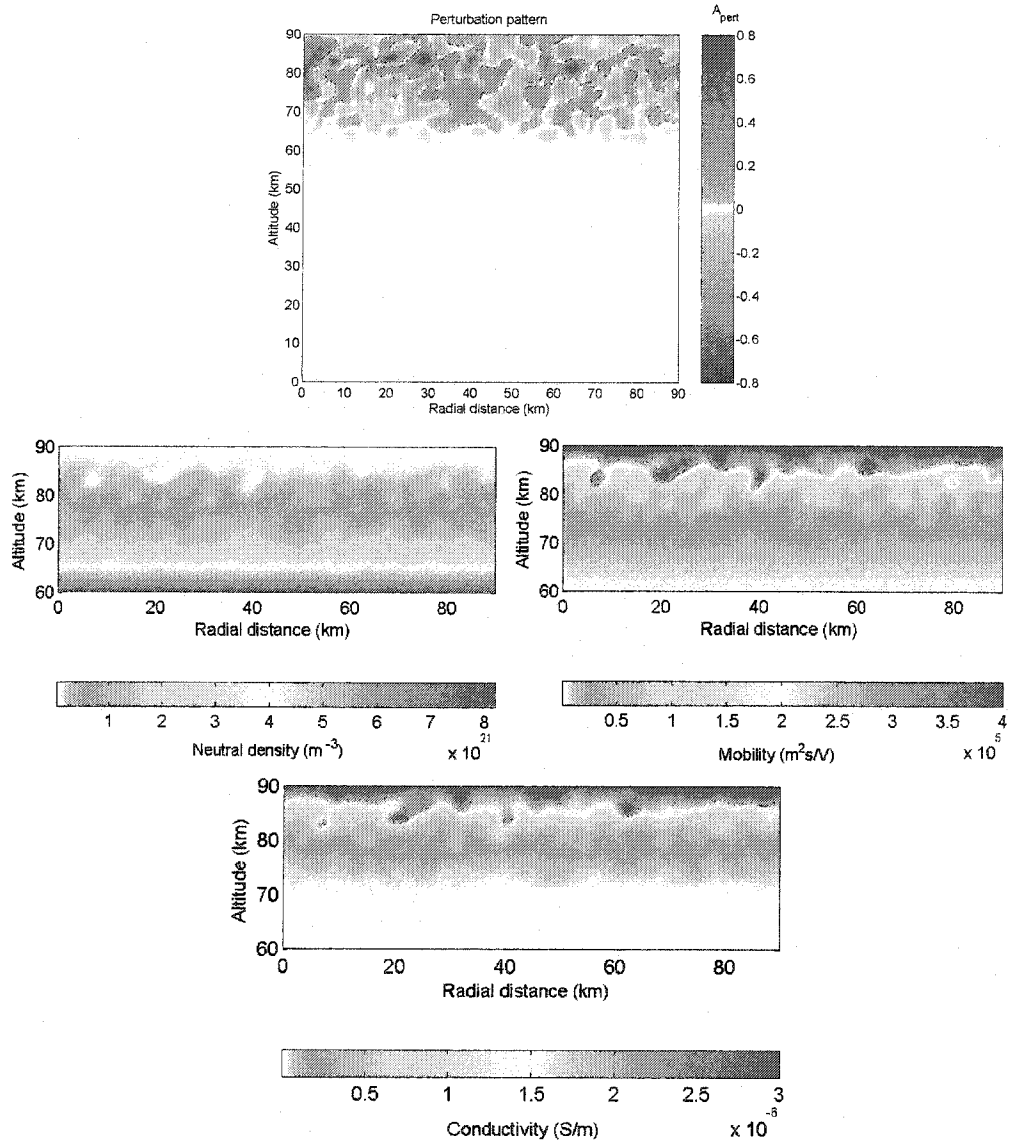 Perturbation pattern
A_pert
90
80
70
60
50
40
30
20
10
0
Altitude (km)
0 10 20 30 40 50 60 70 80 90
Radial distance (km)
0.8
0.6
0.4
0.2
0
-0.2
-0.4
-0.6
-0.8
90
80
70
60
Altitude (km)
0 20 40 60 80
Radial distance (km)
1 2 3 4 5 6 7 8
Neutral density (m⁻³) x 10²¹
90
80
70
60
Altitude (km)
0 20 40 60 80
Radial distance (km)
0.5 1 1.5 2 2.5 3 3.5 4
Mobility (m²s/V) x 10⁵
90
80
70
60
Altitude (km)
0 20 40 60 80
Radial distance (km)
0.5 1 1.5 2 2.5 3
Conductivity (S/m) x 10⁻⁶